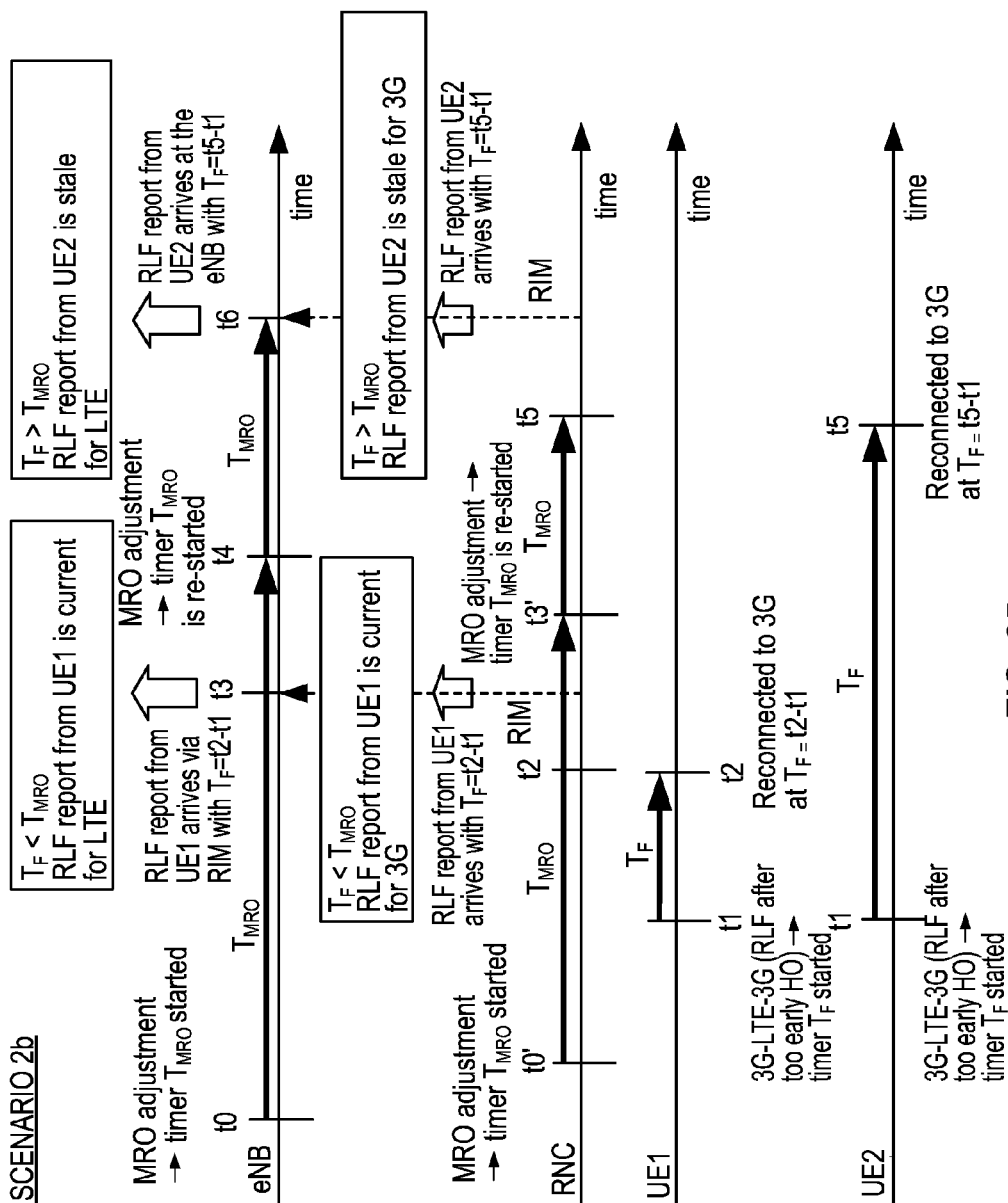 SCENARIO 2b
T_F < T_MRO
RLF report from UE1 is current
for LTE
T_F > T_MRO
RLF report from UE2 is stale
for LTE
MRO adjustment
→ timer T_MRO started
RLF report from
UE1 arrives via
RIM with T_F=t2-t1
MRO adjustment
→ timer T_MRO
is re-started
RLF report from
UE2 arrives at the
eNB with T_F=t5-t1
t0
T_MRO
t3
t4
T_MRO
t6
eNB
time
T_F < T_MRO
RLF report from UE1 is current
for 3G
T_F > T_MRO
RLF report from UE2 is stale for 3G
MRO adjustment
→ timer T_MRO started
RLF report from UE1
arrives with T_F=t2-t1
MRO adjustment →
timer T_MRO is re-started
RLF report from UE2
arrives with T_F=t5-t1
t0'
T_MRO
t2
RIM
t3'
T_MRO
t5
RIM
RNC
time
UE1
T_F
time
t1
t2
3G-LTE-3G (RLF after
too early HO) →
timer T_F started
Reconnected to 3G
at T_F = t2-t1
UE2
t1
T_F
t5
time
3G-LTE-3G (RLF after
too early HO) →
timer T_F started
Reconnected to 3G
at T_F = t5-t1